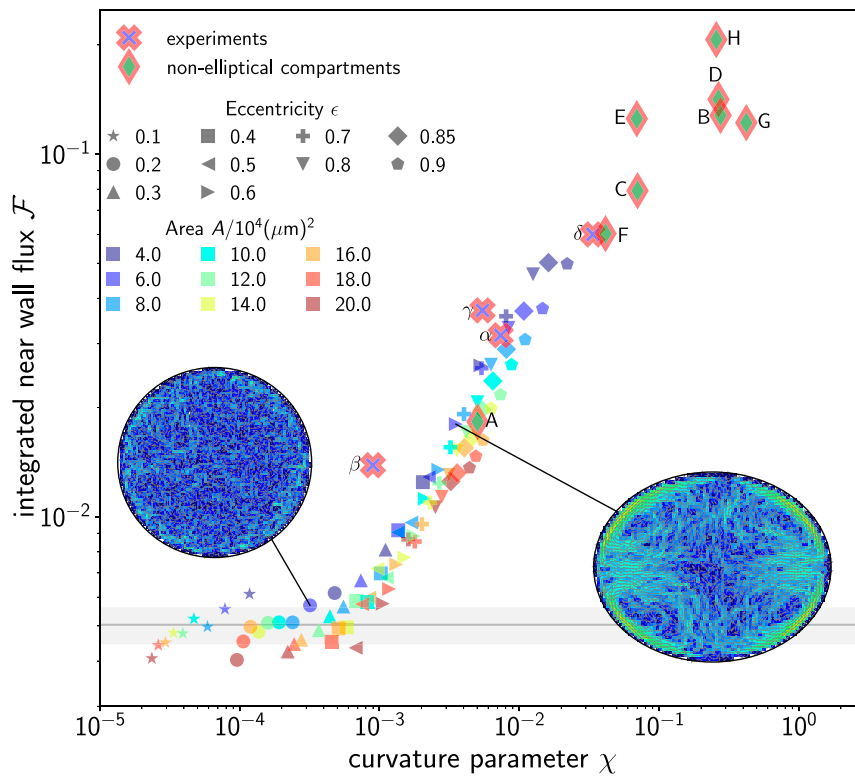 experiments
non-elliptical compartments
Eccentricity ϵ
0.1 0.4 0.7 0.85
0.2 0.5 0.8 0.9
0.3 0.6
Area A/10⁴(μm)²
4.0 10.0 16.0
6.0 12.0 18.0
8.0 14.0 20.0
H
D
E B G
C
δ F
γ
α
A
β
integrated near wall flux ℱ
10⁻¹
10⁻²
10⁻⁵ 10⁻⁴ 10⁻³ 10⁻² 10⁻¹ 10⁰
curvature parameter χ